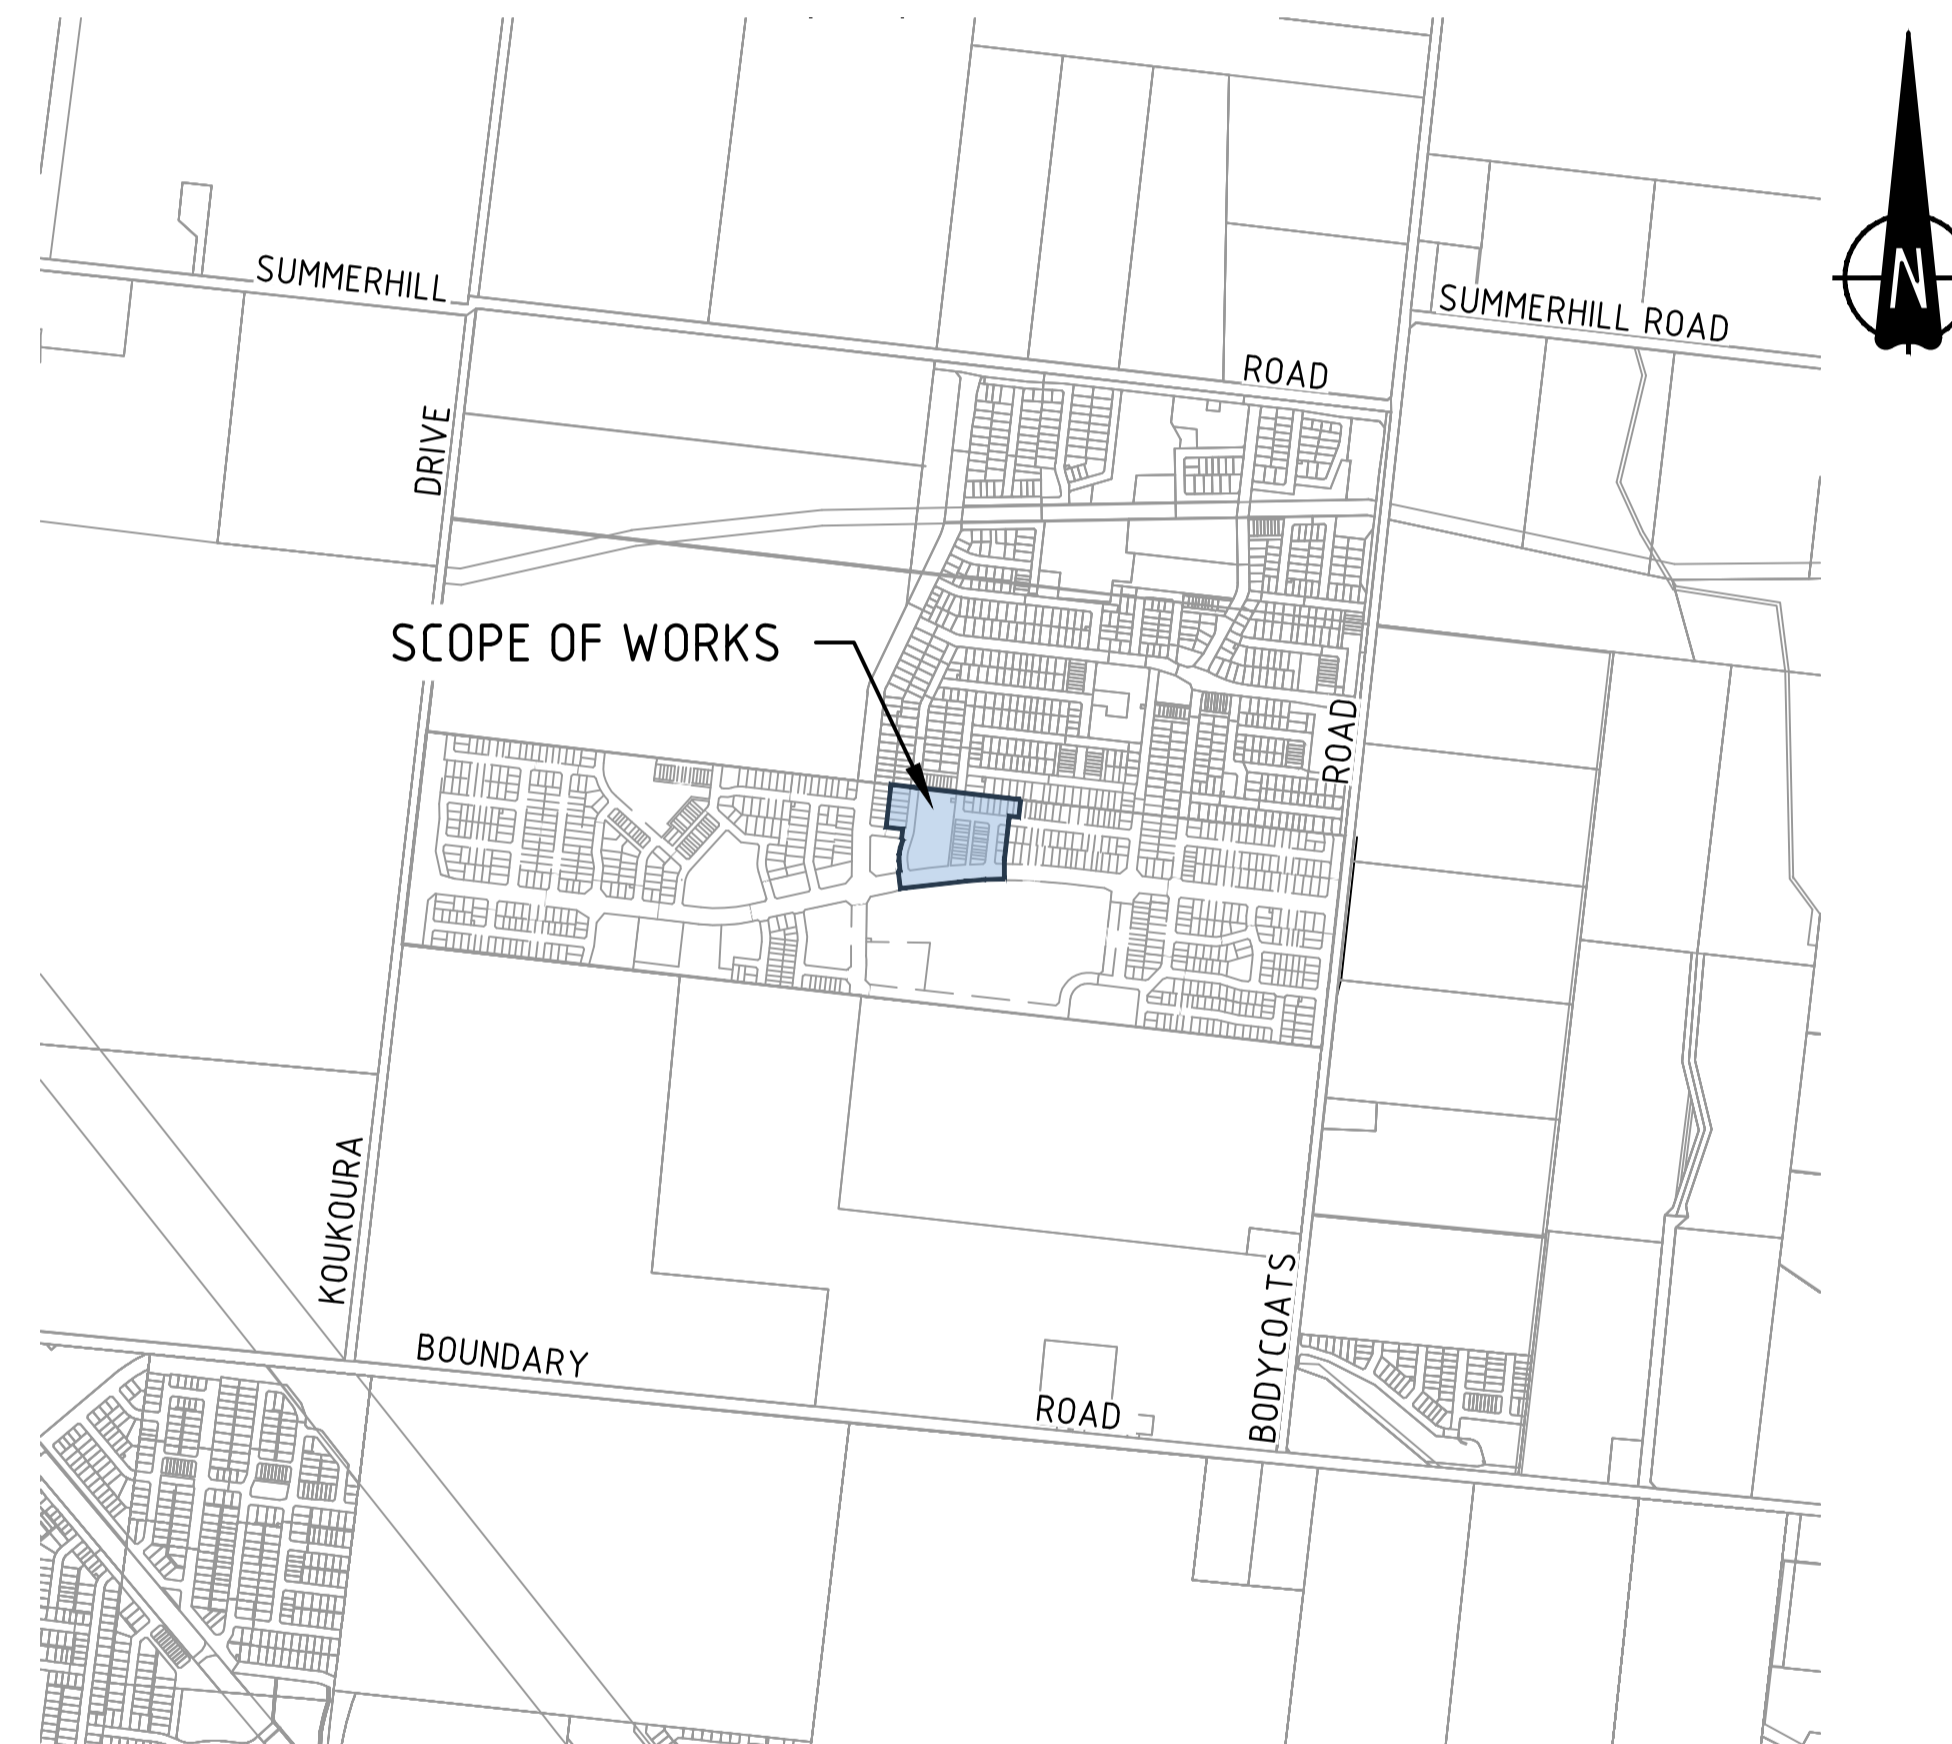 N
SUMMERHILL
SUMMERHILL ROAD
ROAD
DRIVE
SCOPE OF WORKS
ROAD
KOUKOURA
BODYCOATS
BOUNDARY
ROAD